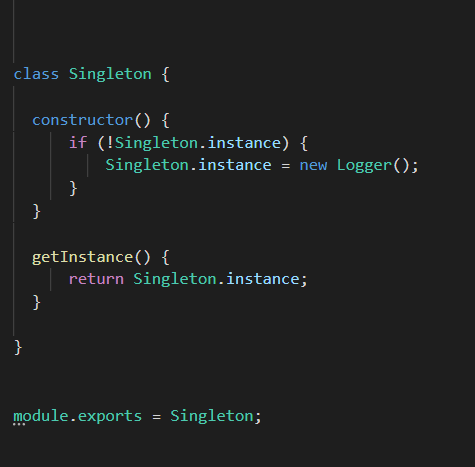 class Singleton {
constructor() {
if (!Singleton.instance) {
Singleton.instance = new Logger();
}
}
getInstance() {
return Singleton.instance;
}
}
module.exports = Singleton;